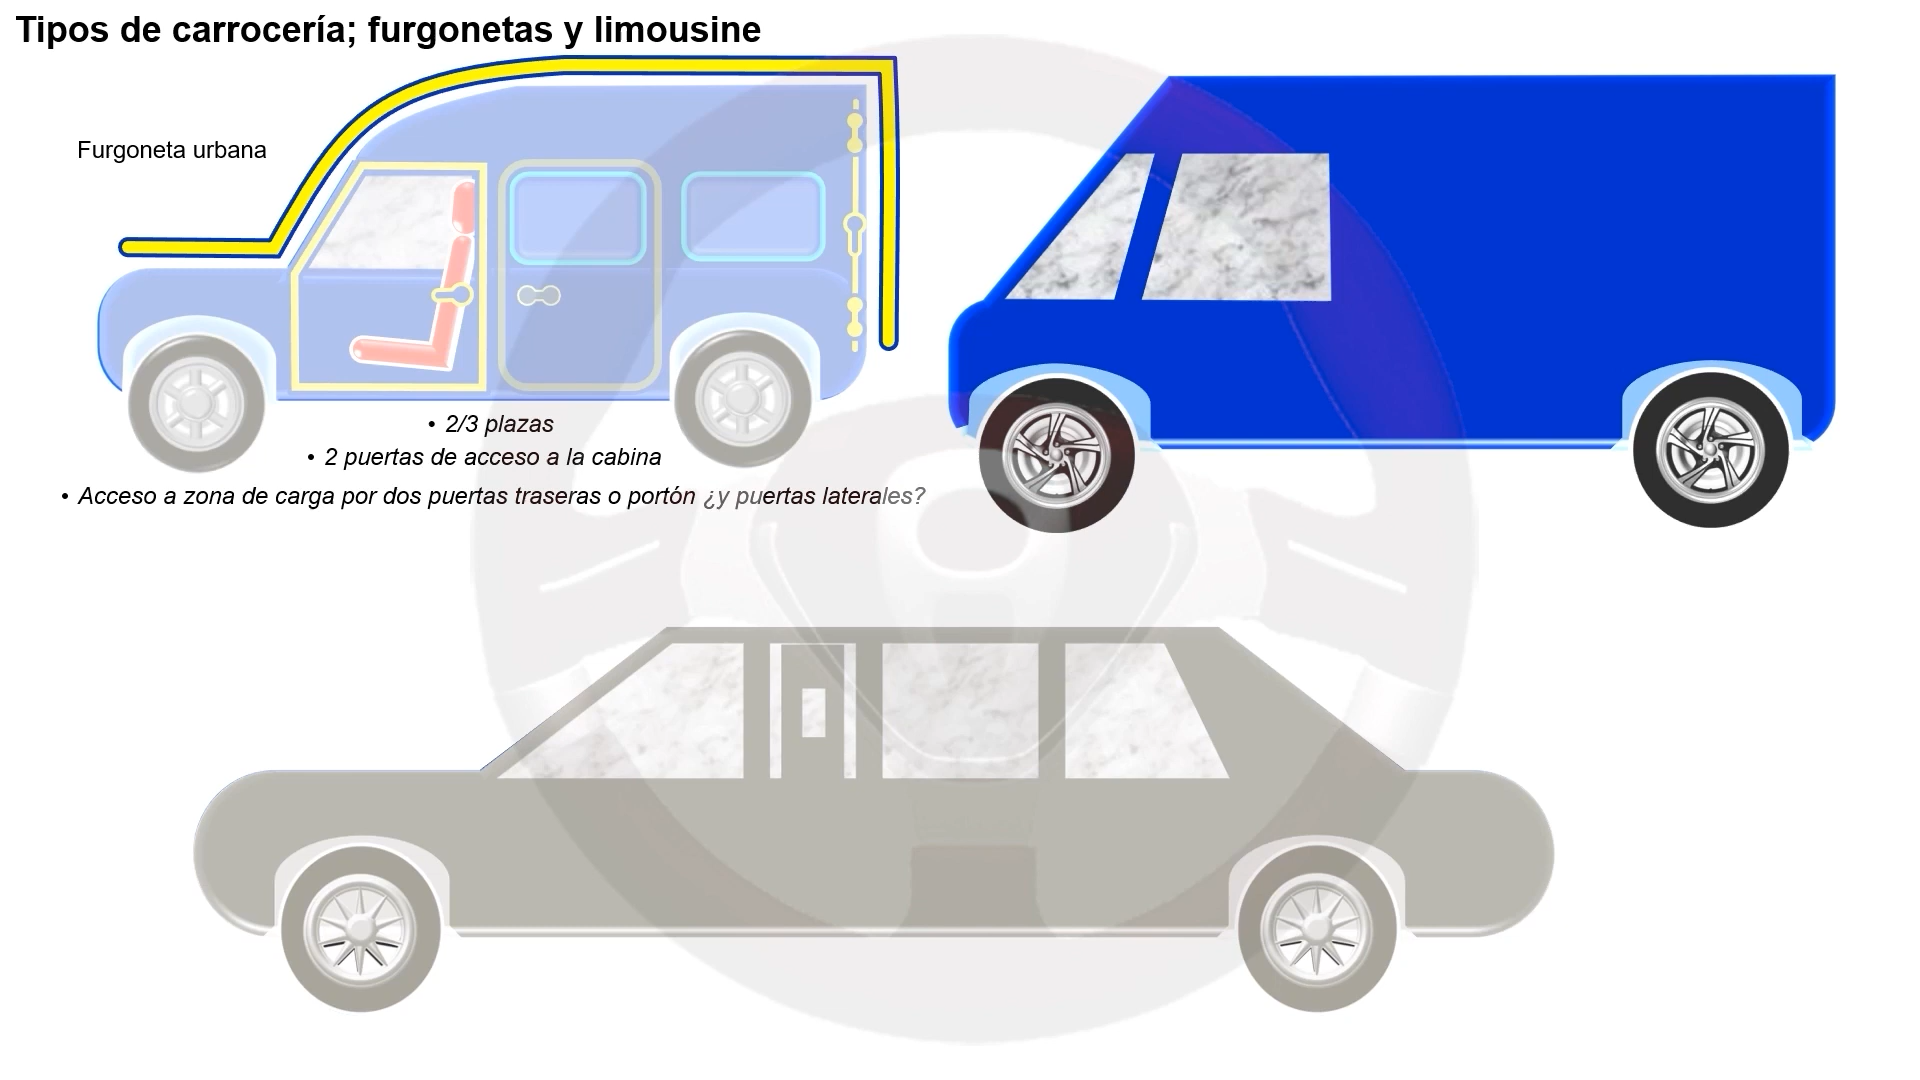 Tipos de carrocería; furgonetas y limousine
Furgoneta urbana
• 2/3 plazas
• 2 puertas de acceso a la cabina
• Acceso a zona de carga por dos puertas traseras o portón ¿y puertas laterales?